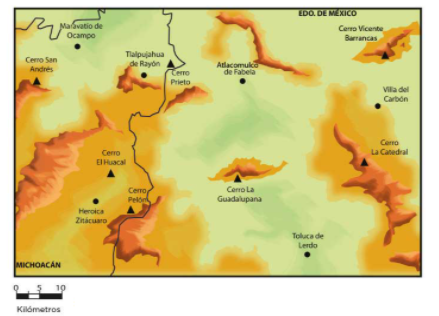 EDO. DE MÉXICO
Maravatío de
Ocampo
Cerro Vicente
Barrancas
Tlalpujahua
de Rayón
Cerro San
Andrés
Cerro
Prieto
Atlacomulco
de Fabela
Villa del
Carbón
Cerro
La Catedral
Cerro
El Huacal
Cerro
Pelón
Cerro La
Guadalupana
Heroica
Zitácuaro
Toluca de
Lerdo
MICHOACÁN
0 5 10
Kilómetros